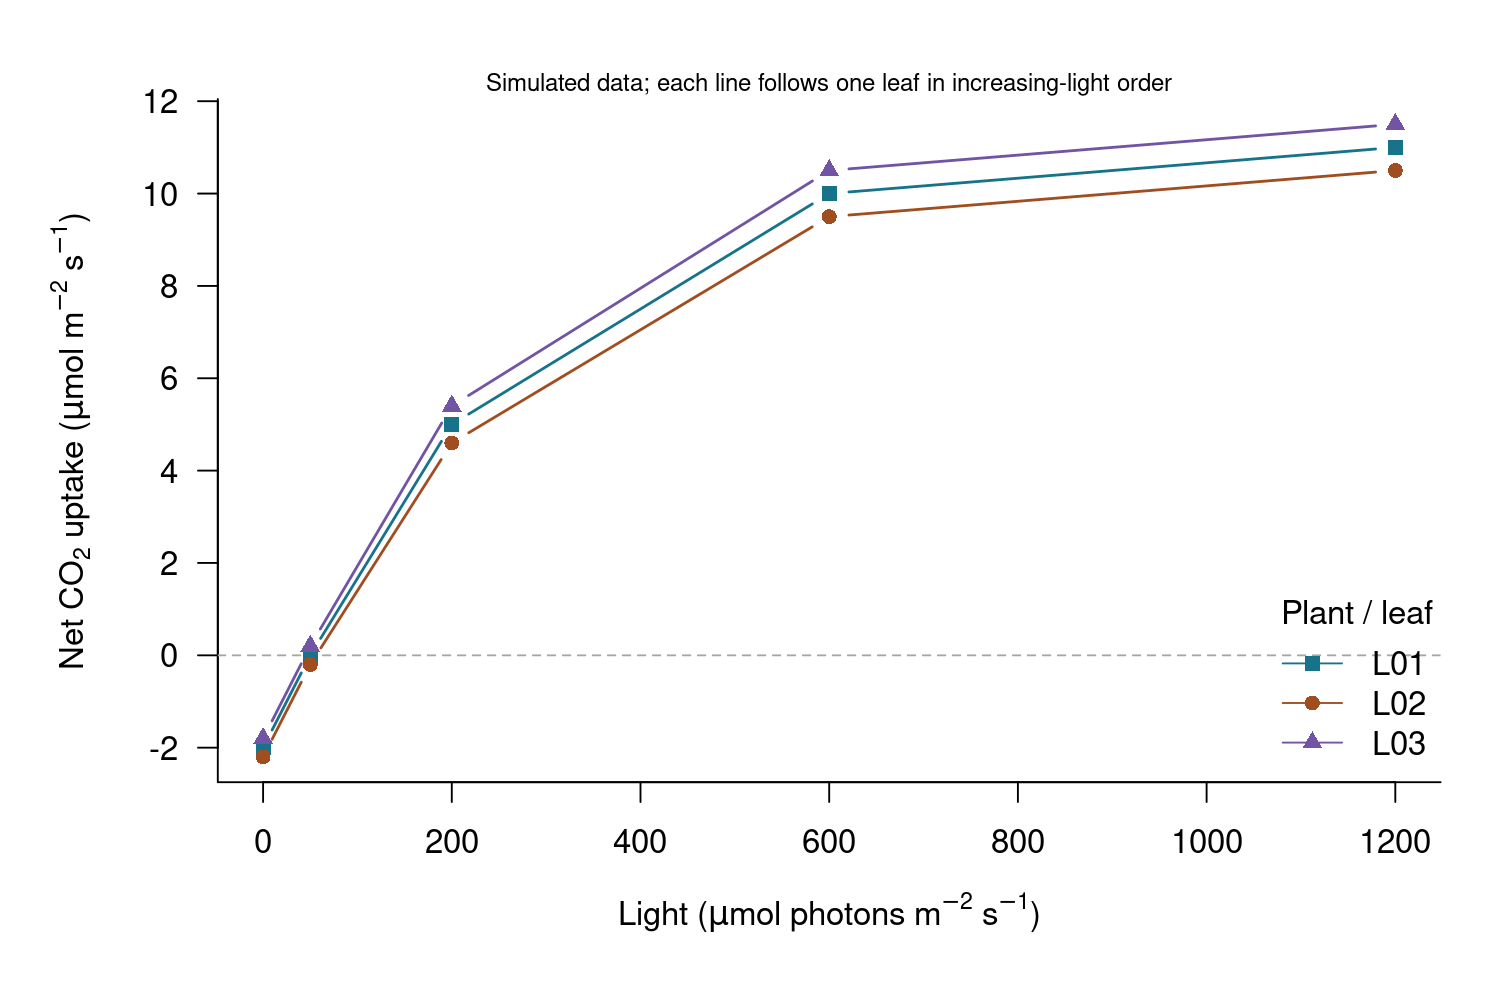 Simulated data; each line follows one leaf in increasing-light order
12
10
8
6
4
2
0
-2
Net CO₂ uptake (µmol m⁻² s⁻¹)
Plant / leaf
L01
L02
L03
0 200 400 600 800 1000 1200
Light (µmol photons m⁻² s⁻¹)